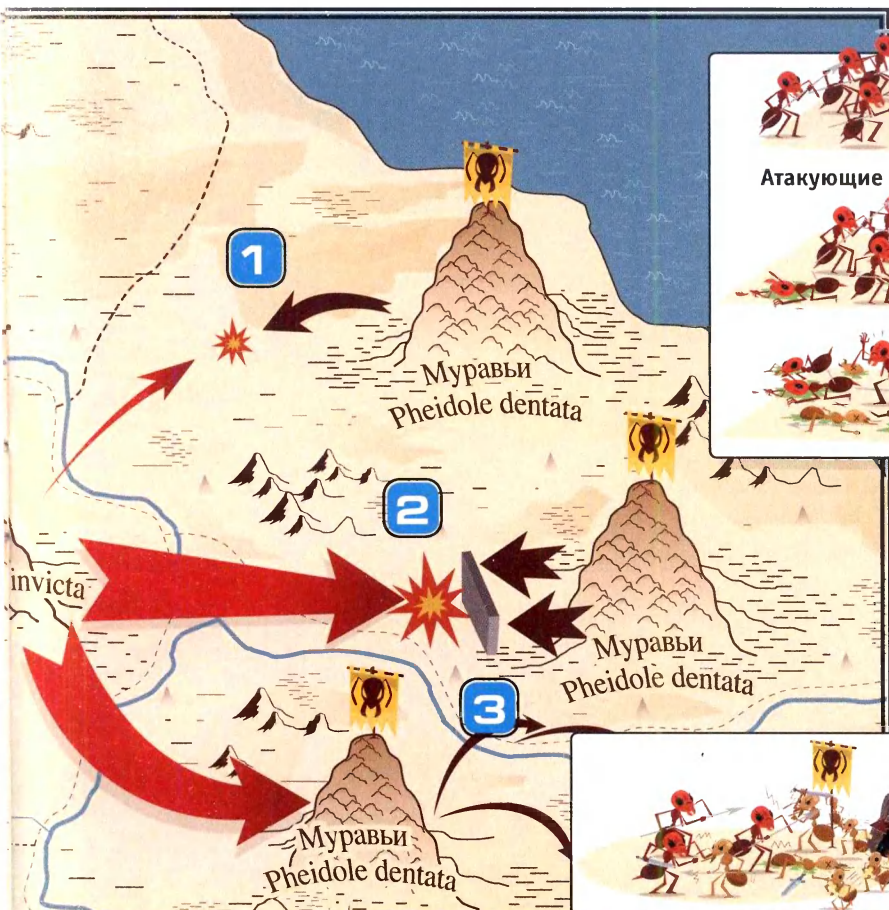 Атакующие
1
Муравьи
Pheidole dentata
2
invicta
Муравьи
Pheidole dentata
3
Муравьи
Pheidole dentata